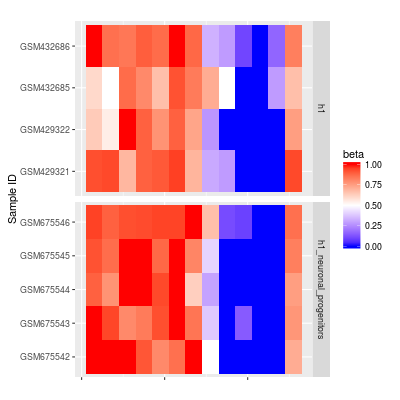 GSM432686
GSM432685
GSM429322
GSM429321
h1
GSM675546
GSM675545
GSM675544
GSM675543
GSM675542
h1_neuronal_progenitors
Sample ID
beta
1.00
0.75
0.50
0.25
0.00